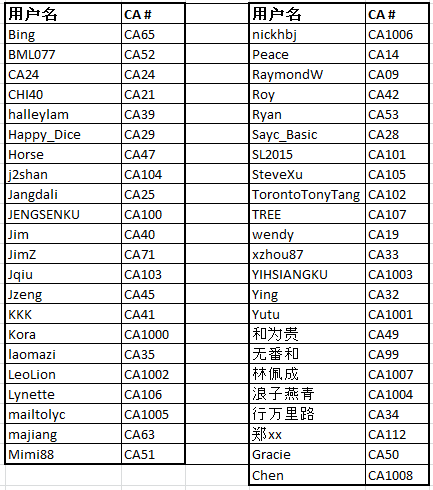 用户名 CA # 用户名 CA #
Bing CA65 nickhbj CA1006
BML077 CA52 Peace CA14
CA24 CA24 RaymondW CA09
CHI40 CA21 Roy CA42
halleylam CA39 Ryan CA53
Happy_Dice CA29 Sayc_Basic CA28
Horse CA47 SL2015 CA101
j2shan CA104 SteveXu CA105
Jangdali CA25 TorontoTonyTang CA102
JENGSENKU CA100 TREE CA107
Jim CA40 wendy CA19
JimZ CA71 xzhou87 CA33
Jqiu CA103 YIHSIANGKU CA1003
Jzeng CA45 Ying CA32
KKK CA41 Yutu CA1001
Kora CA1000 和为贵 CA49
laomazi CA35 无番和 CA99
LeoLion CA1002 林佩成 CA1007
Lynette CA106 浪子燕青 CA1004
mailtolyc CA1005 行万里路 CA34
majiang CA63 郑xx CA112
Mimi88 CA51 Gracie CA50
Chen CA1008